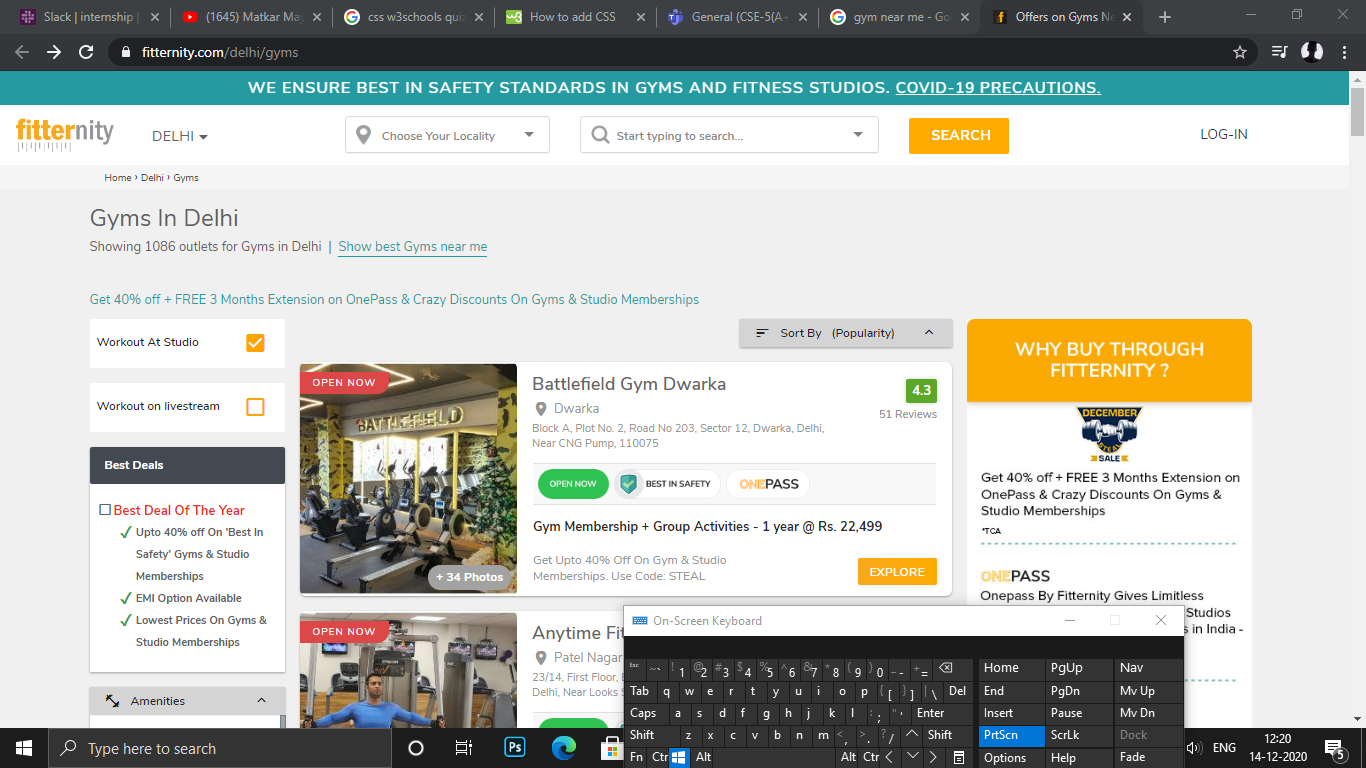 Slack | internship |
(1645) Matkar May
css w3schools quiz
How to add CSS
General (CSE-5(A+
gym near me - Go
Offers on Gyms Ne
fitternity.com/delhi/gyms
WE ENSURE BEST IN SAFETY STANDARDS IN GYMS AND FITNESS STUDIOS. COVID-19 PRECAUTIONS.
fitternity
DELHI
Choose Your Locality
Start typing to search...
SEARCH
LOG-IN
Home › Delhi › Gyms
Gyms In Delhi
Showing 1086 outlets for Gyms in Delhi | Show best Gyms near me
Get 40% off + FREE 3 Months Extension on OnePass & Crazy Discounts On Gyms & Studio Memberships
Workout At Studio
Workout on livestream
Best Deals
Best Deal Of The Year
Upto 40% off On 'Best In
Safety' Gyms & Studio
Memberships
EMI Option Available
Lowest Prices On Gyms &
Studio Memberships
Amenities
Sort By (Popularity)
OPEN NOW
BATTLEFIELD
+ 34 Photos
Battlefield Gym Dwarka
4.3
Dwarka
51 Reviews
Block A, Plot No. 2, Road No 203, Sector 12, Dwarka, Delhi,
Near CNG Pump, 110075
OPEN NOW
BEST IN SAFETY
ONEPASS
Gym Membership + Group Activities - 1 year @ Rs. 22,499
Get Upto 40% Off On Gym & Studio
Memberships. Use Code: STEAL
EXPLORE
OPEN NOW
Anytime Fit
Patel Nagar
23/14, First Floor,
Delhi, Near Looks
WHY BUY THROUGH
FITTERNITY ?
DECEMBER
STEAL
SALE
Get 40% off + FREE 3 Months Extension on
OnePass & Crazy Discounts On Gyms &
Studio Memberships
*TCA
ONEPASS
Onepass By Fitternity Gives Limitless
Studios
s in India -
On-Screen Keyboard
Esc ~ ` ! 1 @ 2 # 3 $ 4 % 5 ^ 6 & 7 * 8 ( 9 ) 0 _ - + = Home PgUp Nav
Tab q w e r t y u i o p { [ } ] | \ Del End PgDn Mv Up
Caps a s d f g h j k l : ; " ' Enter Insert Pause Mv Dn
Shift z x c v b n m < , > . ? / Shift PrtScn ScrLk Dock
Fn Ctr Alt Alt Ctr Options Help Fade
Type here to search
Ps
ENG
12:20
14-12-2020
5